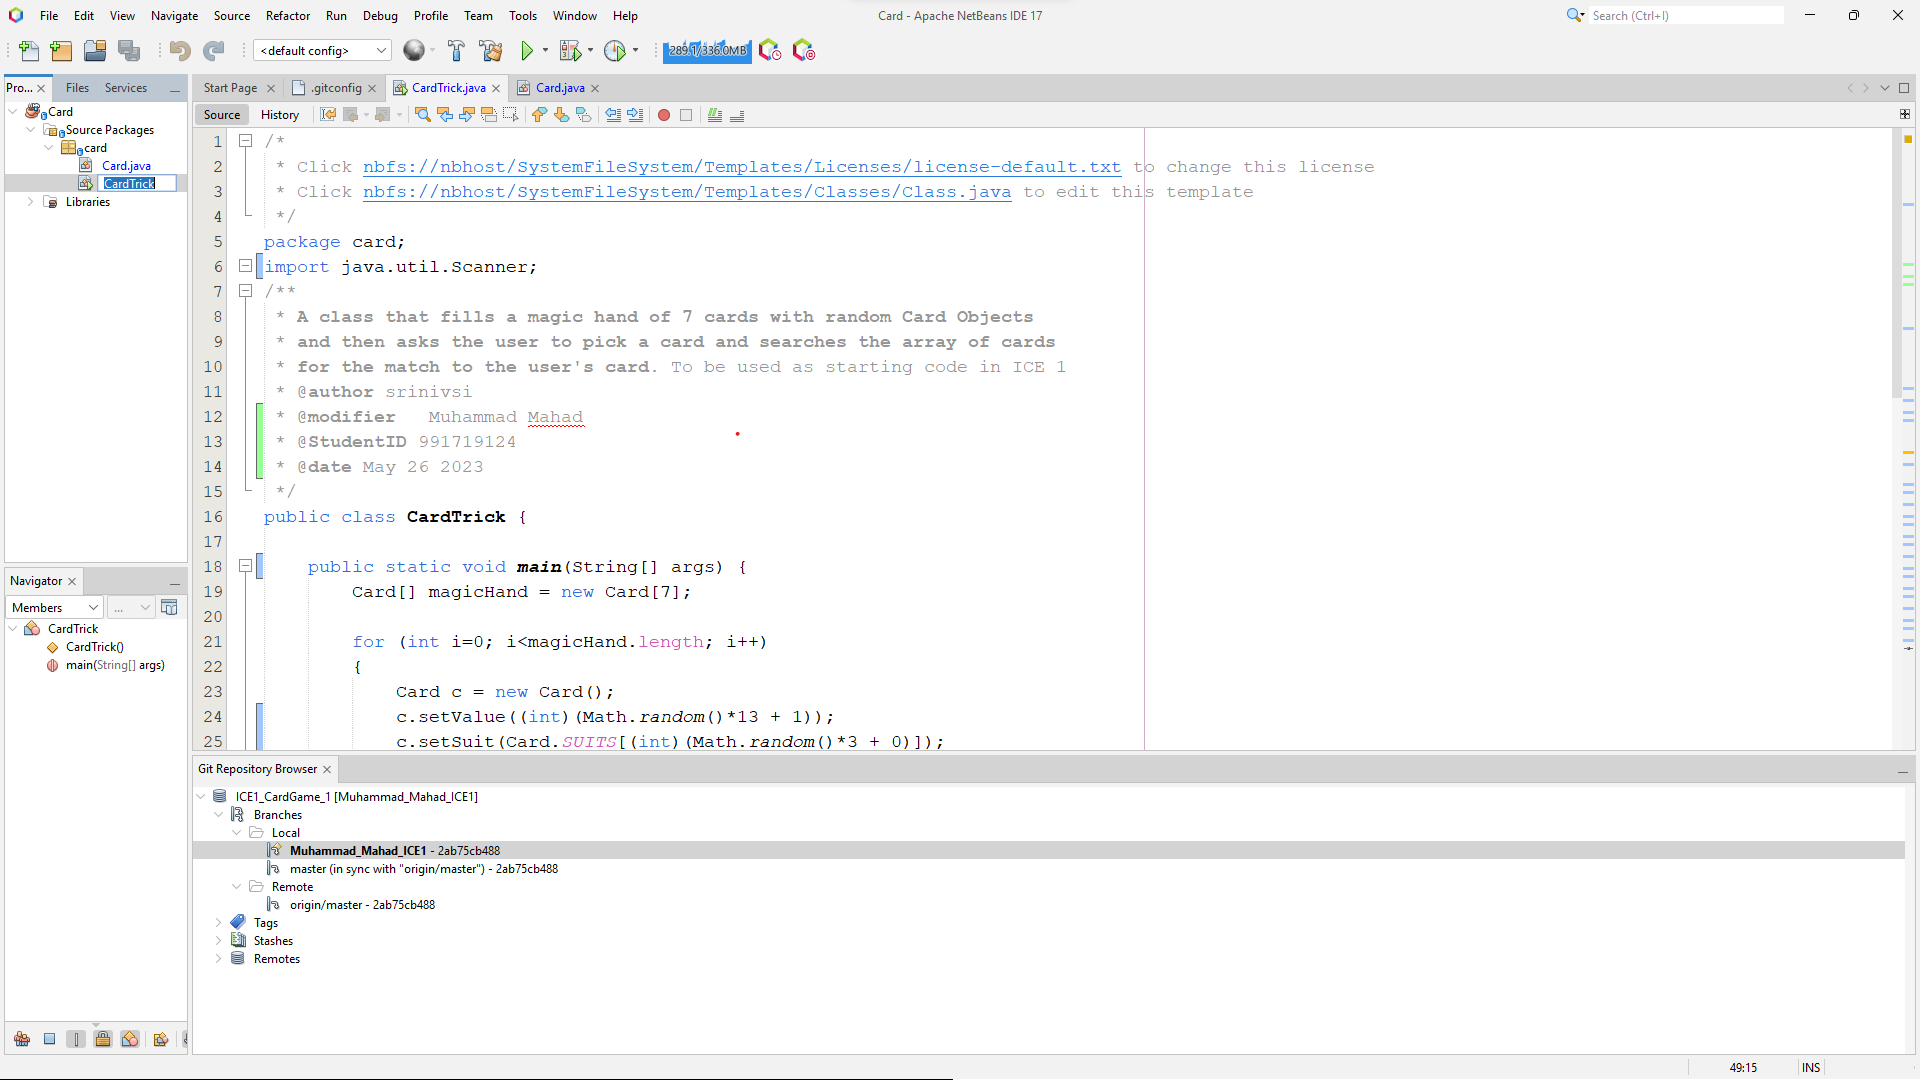 File Edit View Navigate Source Refactor Run Debug Profile Team Tools Window Help
Card - Apache NetBeans IDE 17
Search (Ctrl+I)
<default config>
289.1/336.0MB
Pro... Files Services
Start Page .gitconfig CardTrick.java Card.java
Source History
Card
Source Packages
card
Card.java
CardTrick
Libraries
1 /*
2 * Click nbfs://nbhost/SystemFileSystem/Templates/Licenses/license-default.txt to change this license
3 * Click nbfs://nbhost/SystemFileSystem/Templates/Classes/Class.java to edit this template
4 */
5 package card;
6 import java.util.Scanner;
7 /**
8 * A class that fills a magic hand of 7 cards with random Card Objects
9 * and then asks the user to pick a card and searches the array of cards
10 * for the match to the user's card. To be used as starting code in ICE 1
11 * @author srinivsi
12 * @modifier Muhammad Mahad
13 * @StudentID 991719124
14 * @date May 26 2023
15 */
16 public class CardTrick {
17
18 public static void main(String[] args) {
19 Card[] magicHand = new Card[7];
20
21 for (int i=0; i<magicHand.length; i++)
22 {
23 Card c = new Card();
24 c.setValue((int)(Math.random()*13 + 1));
25 c.setSuit(Card.SUITS[(int)(Math.random()*3 + 0)]);
Navigator
Members ...
CardTrick
CardTrick()
main(String[] args)
Git Repository Browser
ICE1_CardGame_1 [Muhammad_Mahad_ICE1]
Branches
Local
Muhammad_Mahad_ICE1 - 2ab75cb488
master (in sync with "origin/master") - 2ab75cb488
Remote
origin/master - 2ab75cb488
Tags
Stashes
Remotes
49:15 INS